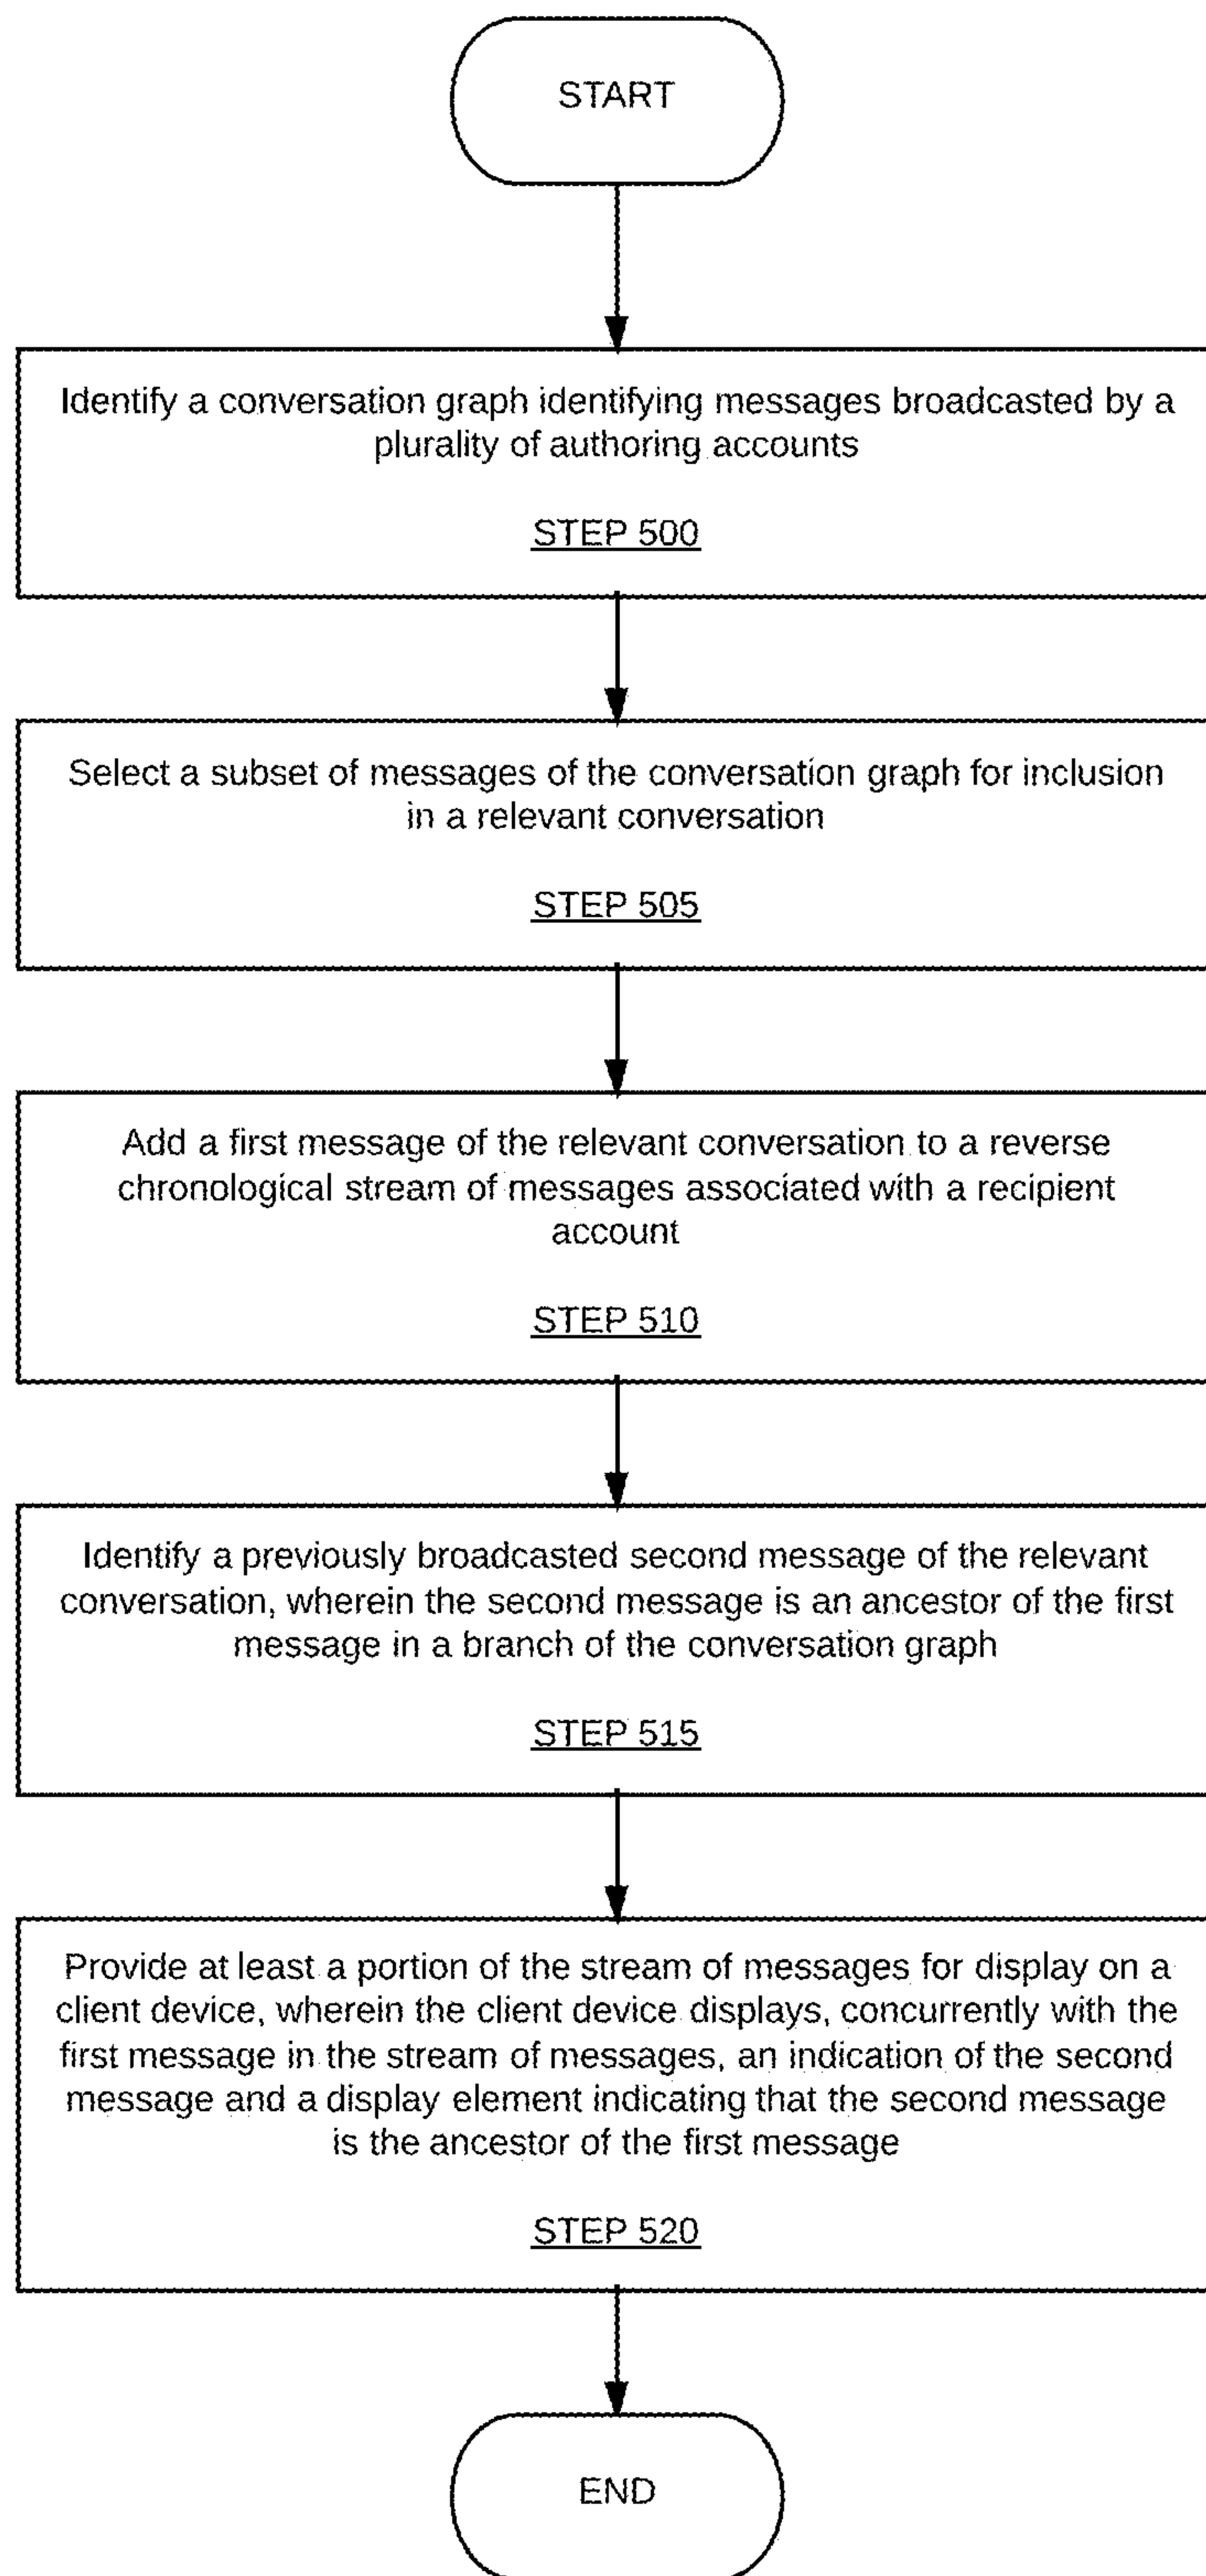 START
Identify a conversation graph identifying messages broadcasted by a
plurality of authoring accounts
STEP 500
Select a subset of messages of the conversation graph for inclusion
in a relevant conversation
STEP 505
Add a first message of the relevant conversation to a reverse
chronological stream of messages associated with a recipient
account
STEP 510
Identify a previously broadcasted second message of the relevant
conversation, wherein the second message is an ancestor of the first
message in a branch of the conversation graph
STEP 515
Provide at least a portion of the stream of messages for display on a
client device, wherein the client device displays, concurrently with the
first message in the stream of messages, an indication of the second
message and a display element indicating that the second message
is the ancestor of the first message
STEP 520
END